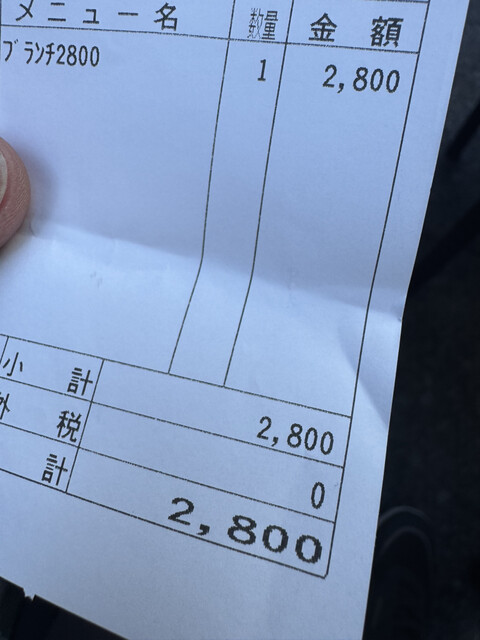 メニュー名 数量 金額
ﾌﾞﾗﾝﾁ2800 1 2,800
小計 2,800
外税 0
計 2,800